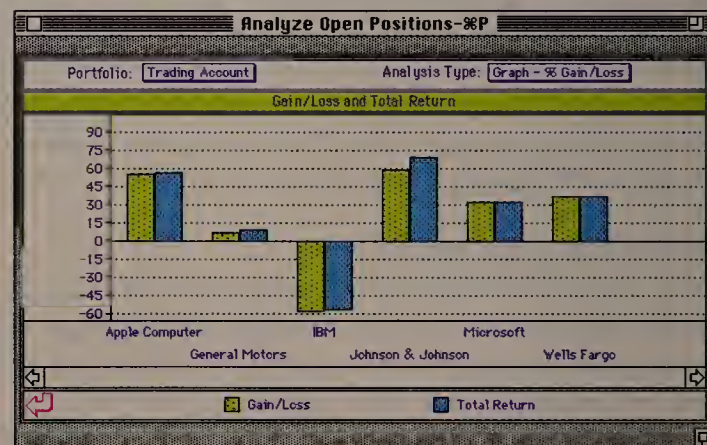 Analyze Open Positions-⌘P
Portfolio: Trading Account Analysis Type: Graph - % Gain/Loss
Gain/Loss and Total Return
90
75
60
45
30
15
0
-15
-30
-45
-60
Apple Computer IBM Microsoft
General Motors Johnson & Johnson Wells Fargo
Gain/Loss Total Return